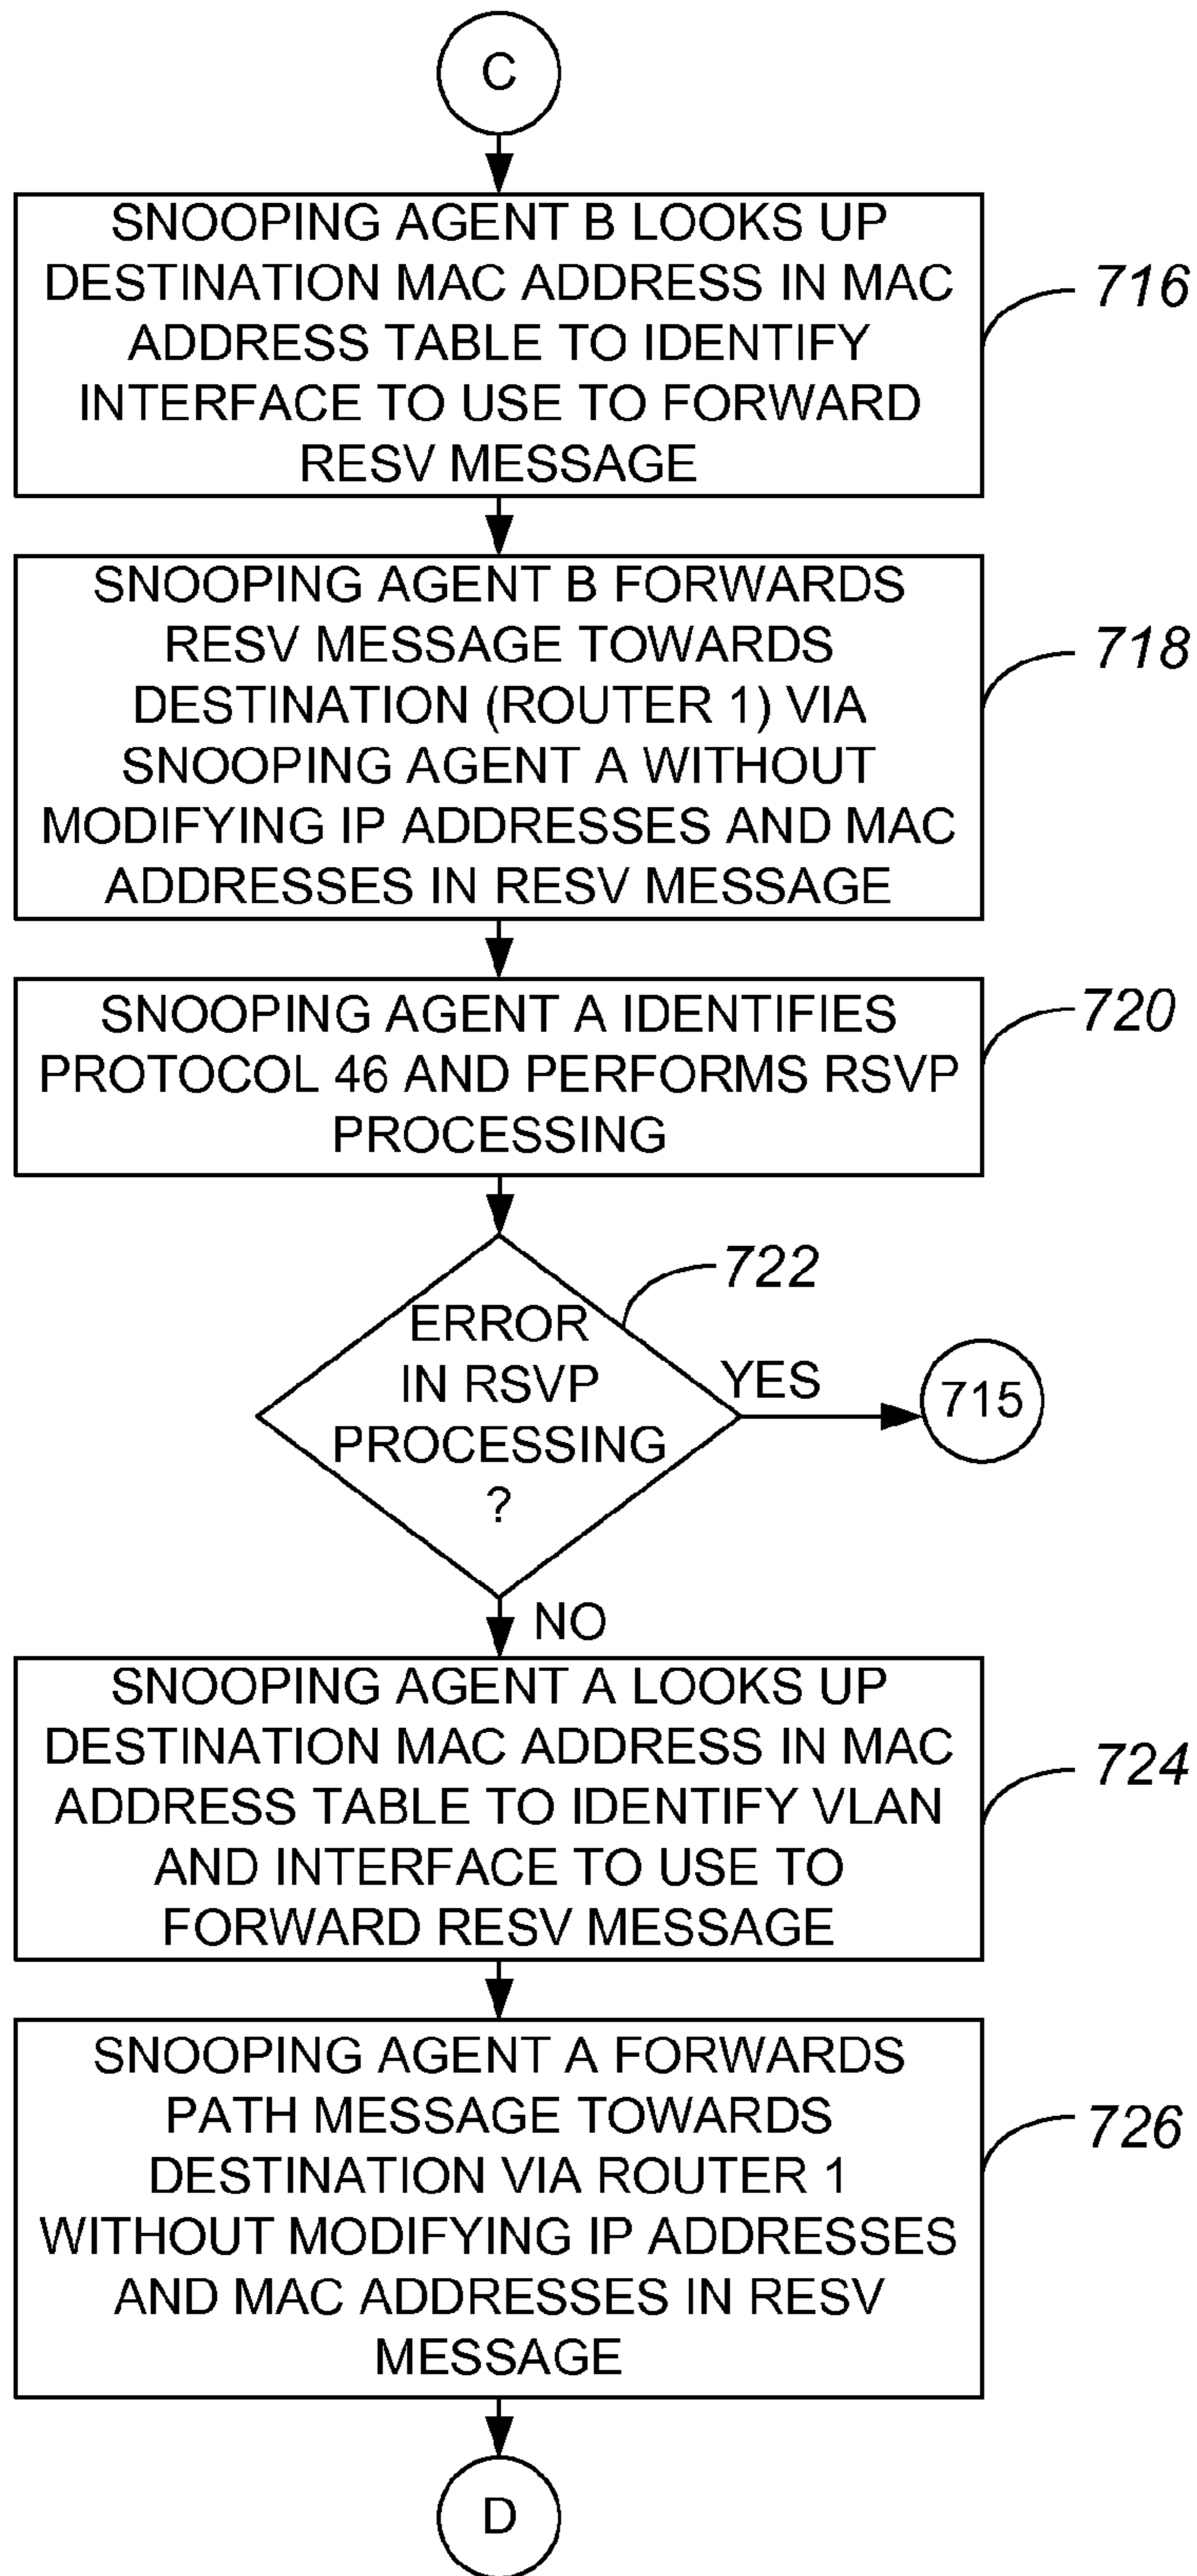 C
SNOOPING AGENT B LOOKS UP
DESTINATION MAC ADDRESS IN MAC
ADDRESS TABLE TO IDENTIFY
INTERFACE TO USE TO FORWARD
RESV MESSAGE
716
SNOOPING AGENT B FORWARDS
RESV MESSAGE TOWARDS
DESTINATION (ROUTER 1) VIA
SNOOPING AGENT A WITHOUT
MODIFYING IP ADDRESSES AND MAC
ADDRESSES IN RESV MESSAGE
718
SNOOPING AGENT A IDENTIFIES
PROTOCOL 46 AND PERFORMS RSVP
PROCESSING
720
ERROR
IN RSVP
PROCESSING
?
722
YES
715
NO
SNOOPING AGENT A LOOKS UP
DESTINATION MAC ADDRESS IN MAC
ADDRESS TABLE TO IDENTIFY VLAN
AND INTERFACE TO USE TO
FORWARD RESV MESSAGE
724
SNOOPING AGENT A FORWARDS
PATH MESSAGE TOWARDS
DESTINATION VIA ROUTER 1
WITHOUT MODIFYING IP ADDRESSES
AND MAC ADDRESSES IN RESV
MESSAGE
726
D